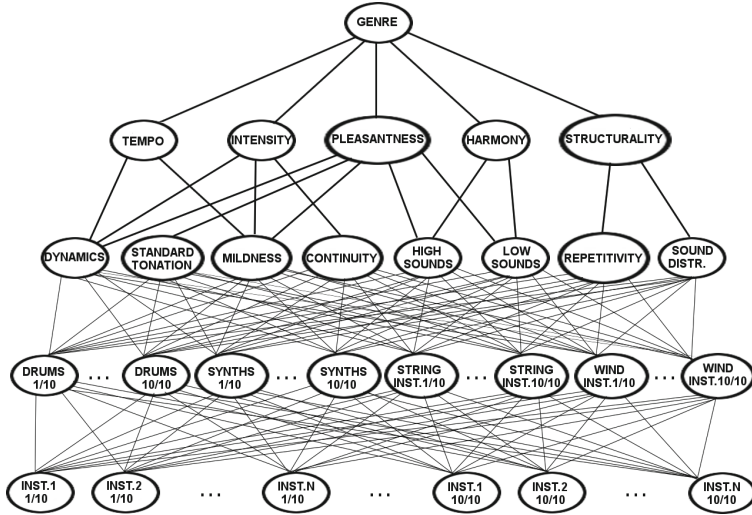 GENRE
TEMPO
INTENSITY
PLEASANTNESS
HARMONY
STRUCTURALITY
DYNAMICS
STANDARD
TONATION
MILDNESS
CONTINUITY
HIGH
SOUNDS
LOW
SOUNDS
REPETITIVITY
SOUND
DISTR.
DRUMS
1/10
...
DRUMS
10/10
SYNTHS
1/10
...
SYNTHS
10/10
STRING
INST.1/10
...
STRING
INST.10/10
WIND
INST.1/10
...
WIND
INST.10/10
INST.1
1/10
INST.2
1/10
...
INST.N
1/10
...
INST.1
10/10
INST.2
10/10
...
INST.N
10/10